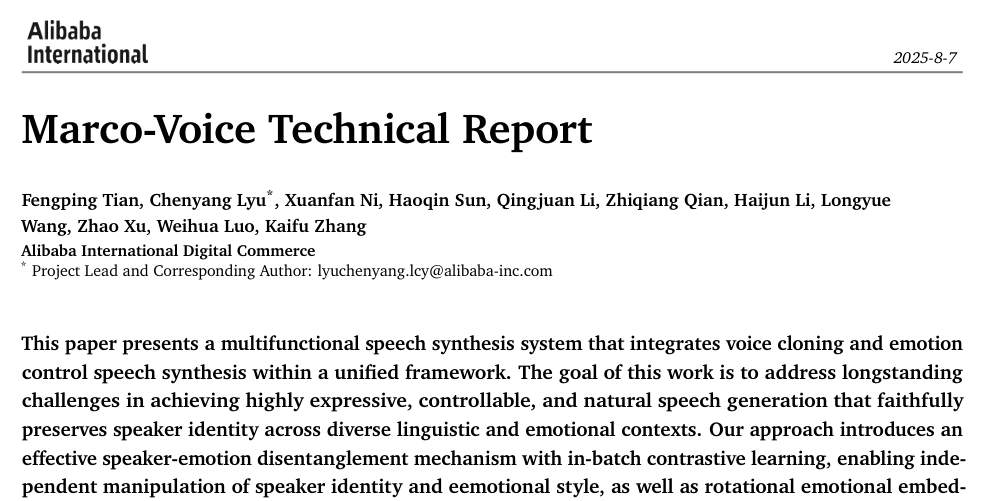 Alibaba
International
2025-8-7
Marco-Voice Technical Report
Fengping Tian, Chenyang Lyu*, Xuanfan Ni, Haoqin Sun, Qingjuan Li, Zhiqiang Qian, Haijun Li, Longyue
Wang, Zhao Xu, Weihua Luo, Kaifu Zhang
Alibaba International Digital Commerce
* Project Lead and Corresponding Author: lyuchenyang.lcy@alibaba-inc.com
This paper presents a multifunctional speech synthesis system that integrates voice cloning and emotion
control speech synthesis within a unified framework. The goal of this work is to address longstanding
challenges in achieving highly expressive, controllable, and natural speech generation that faithfully
preserves speaker identity across diverse linguistic and emotional contexts. Our approach introduces an
effective speaker-emotion disentanglement mechanism with in-batch contrastive learning, enabling inde-
pendent manipulation of speaker identity and eemotional style, as well as rotational emotional embed-